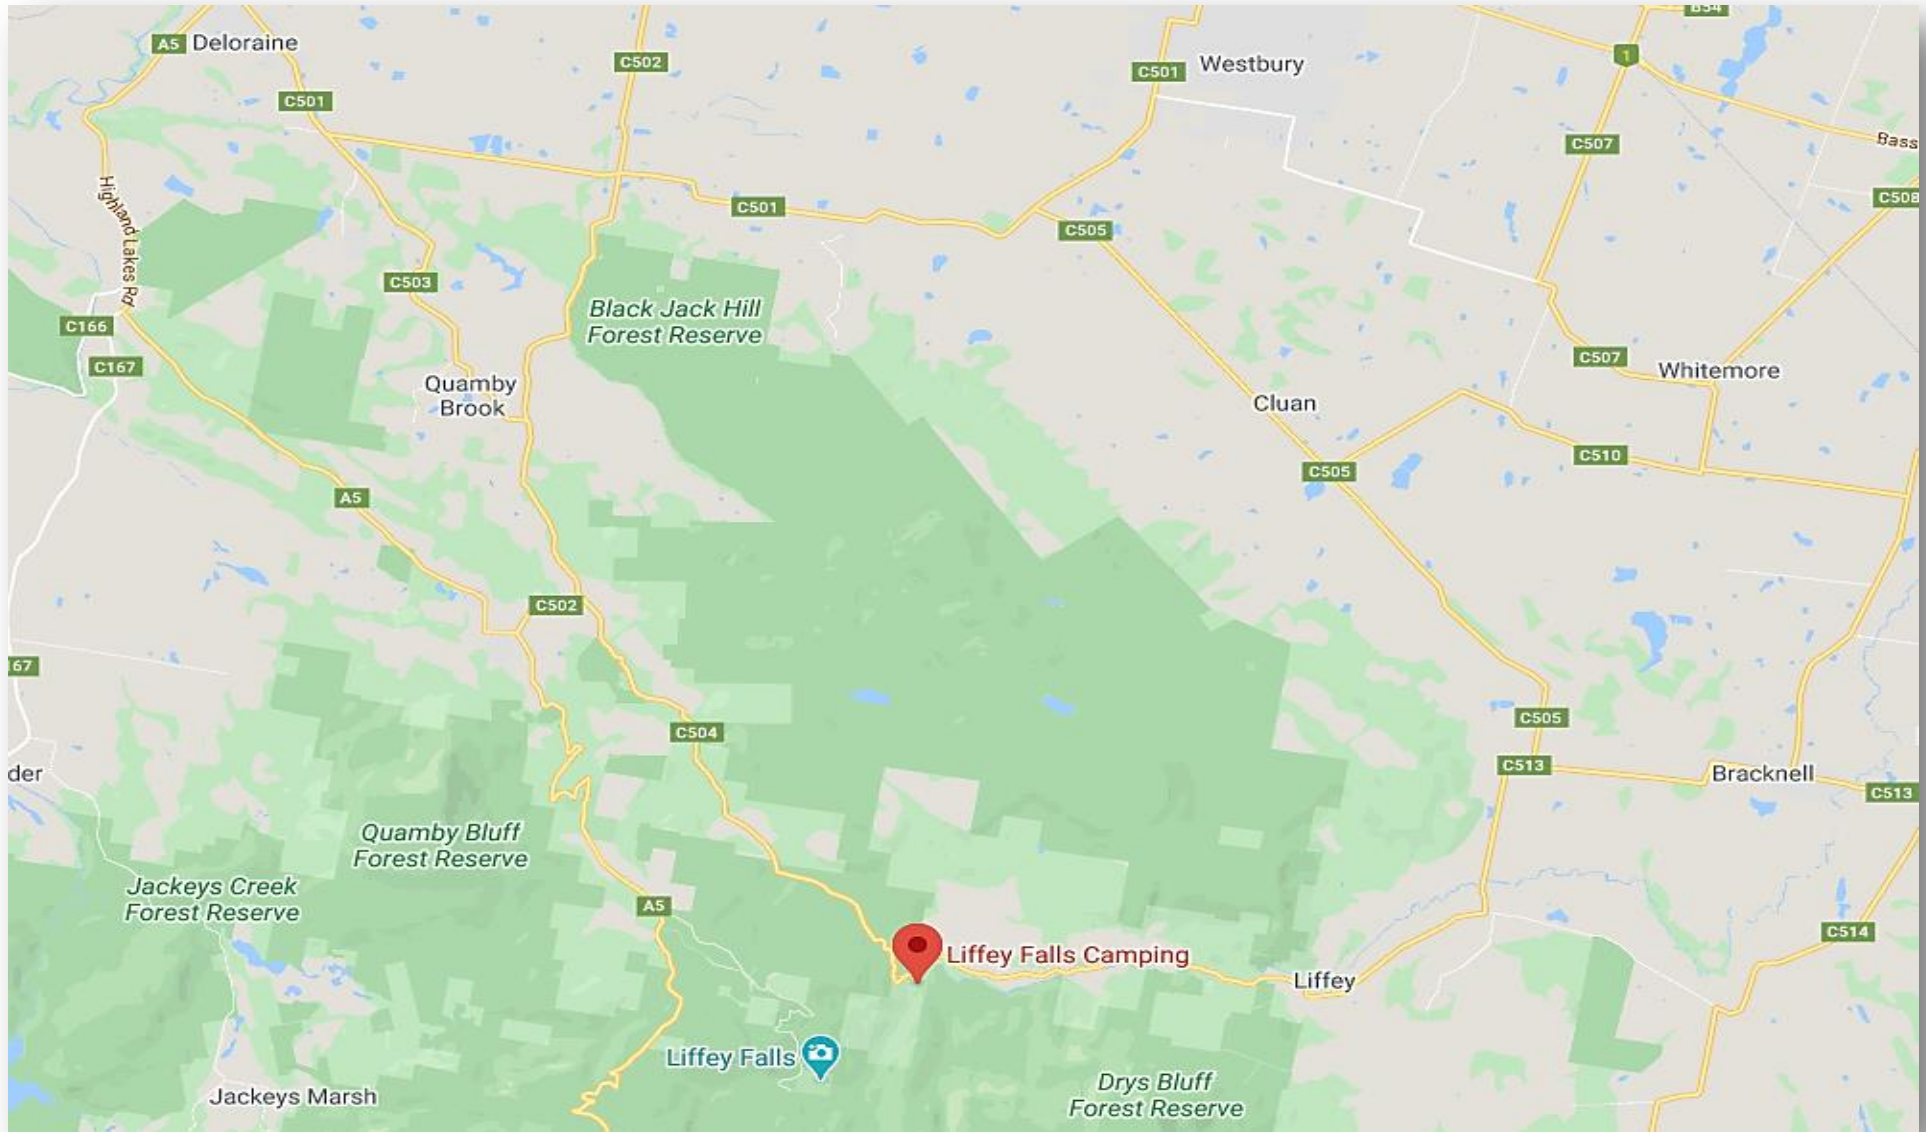 B54
A5
Deloraine
C502
Westbury
C501
1
C501
C507
Bass
C508
C501
C505
Highland Lakes Rd
C503
Black Jack Hill
Forest Reserve
C166
C167
C507
Whitemore
Quamby
Brook
Cluan
C510
C505
A5
C502
67
C505
C504
C513
der
Bracknell
C513
Quamby Bluff
Forest Reserve
Jackeys Creek
Forest Reserve
A5
C514
Liffey Falls Camping
Liffey
Liffey Falls
Drys Bluff
Forest Reserve
Jackeys Marsh